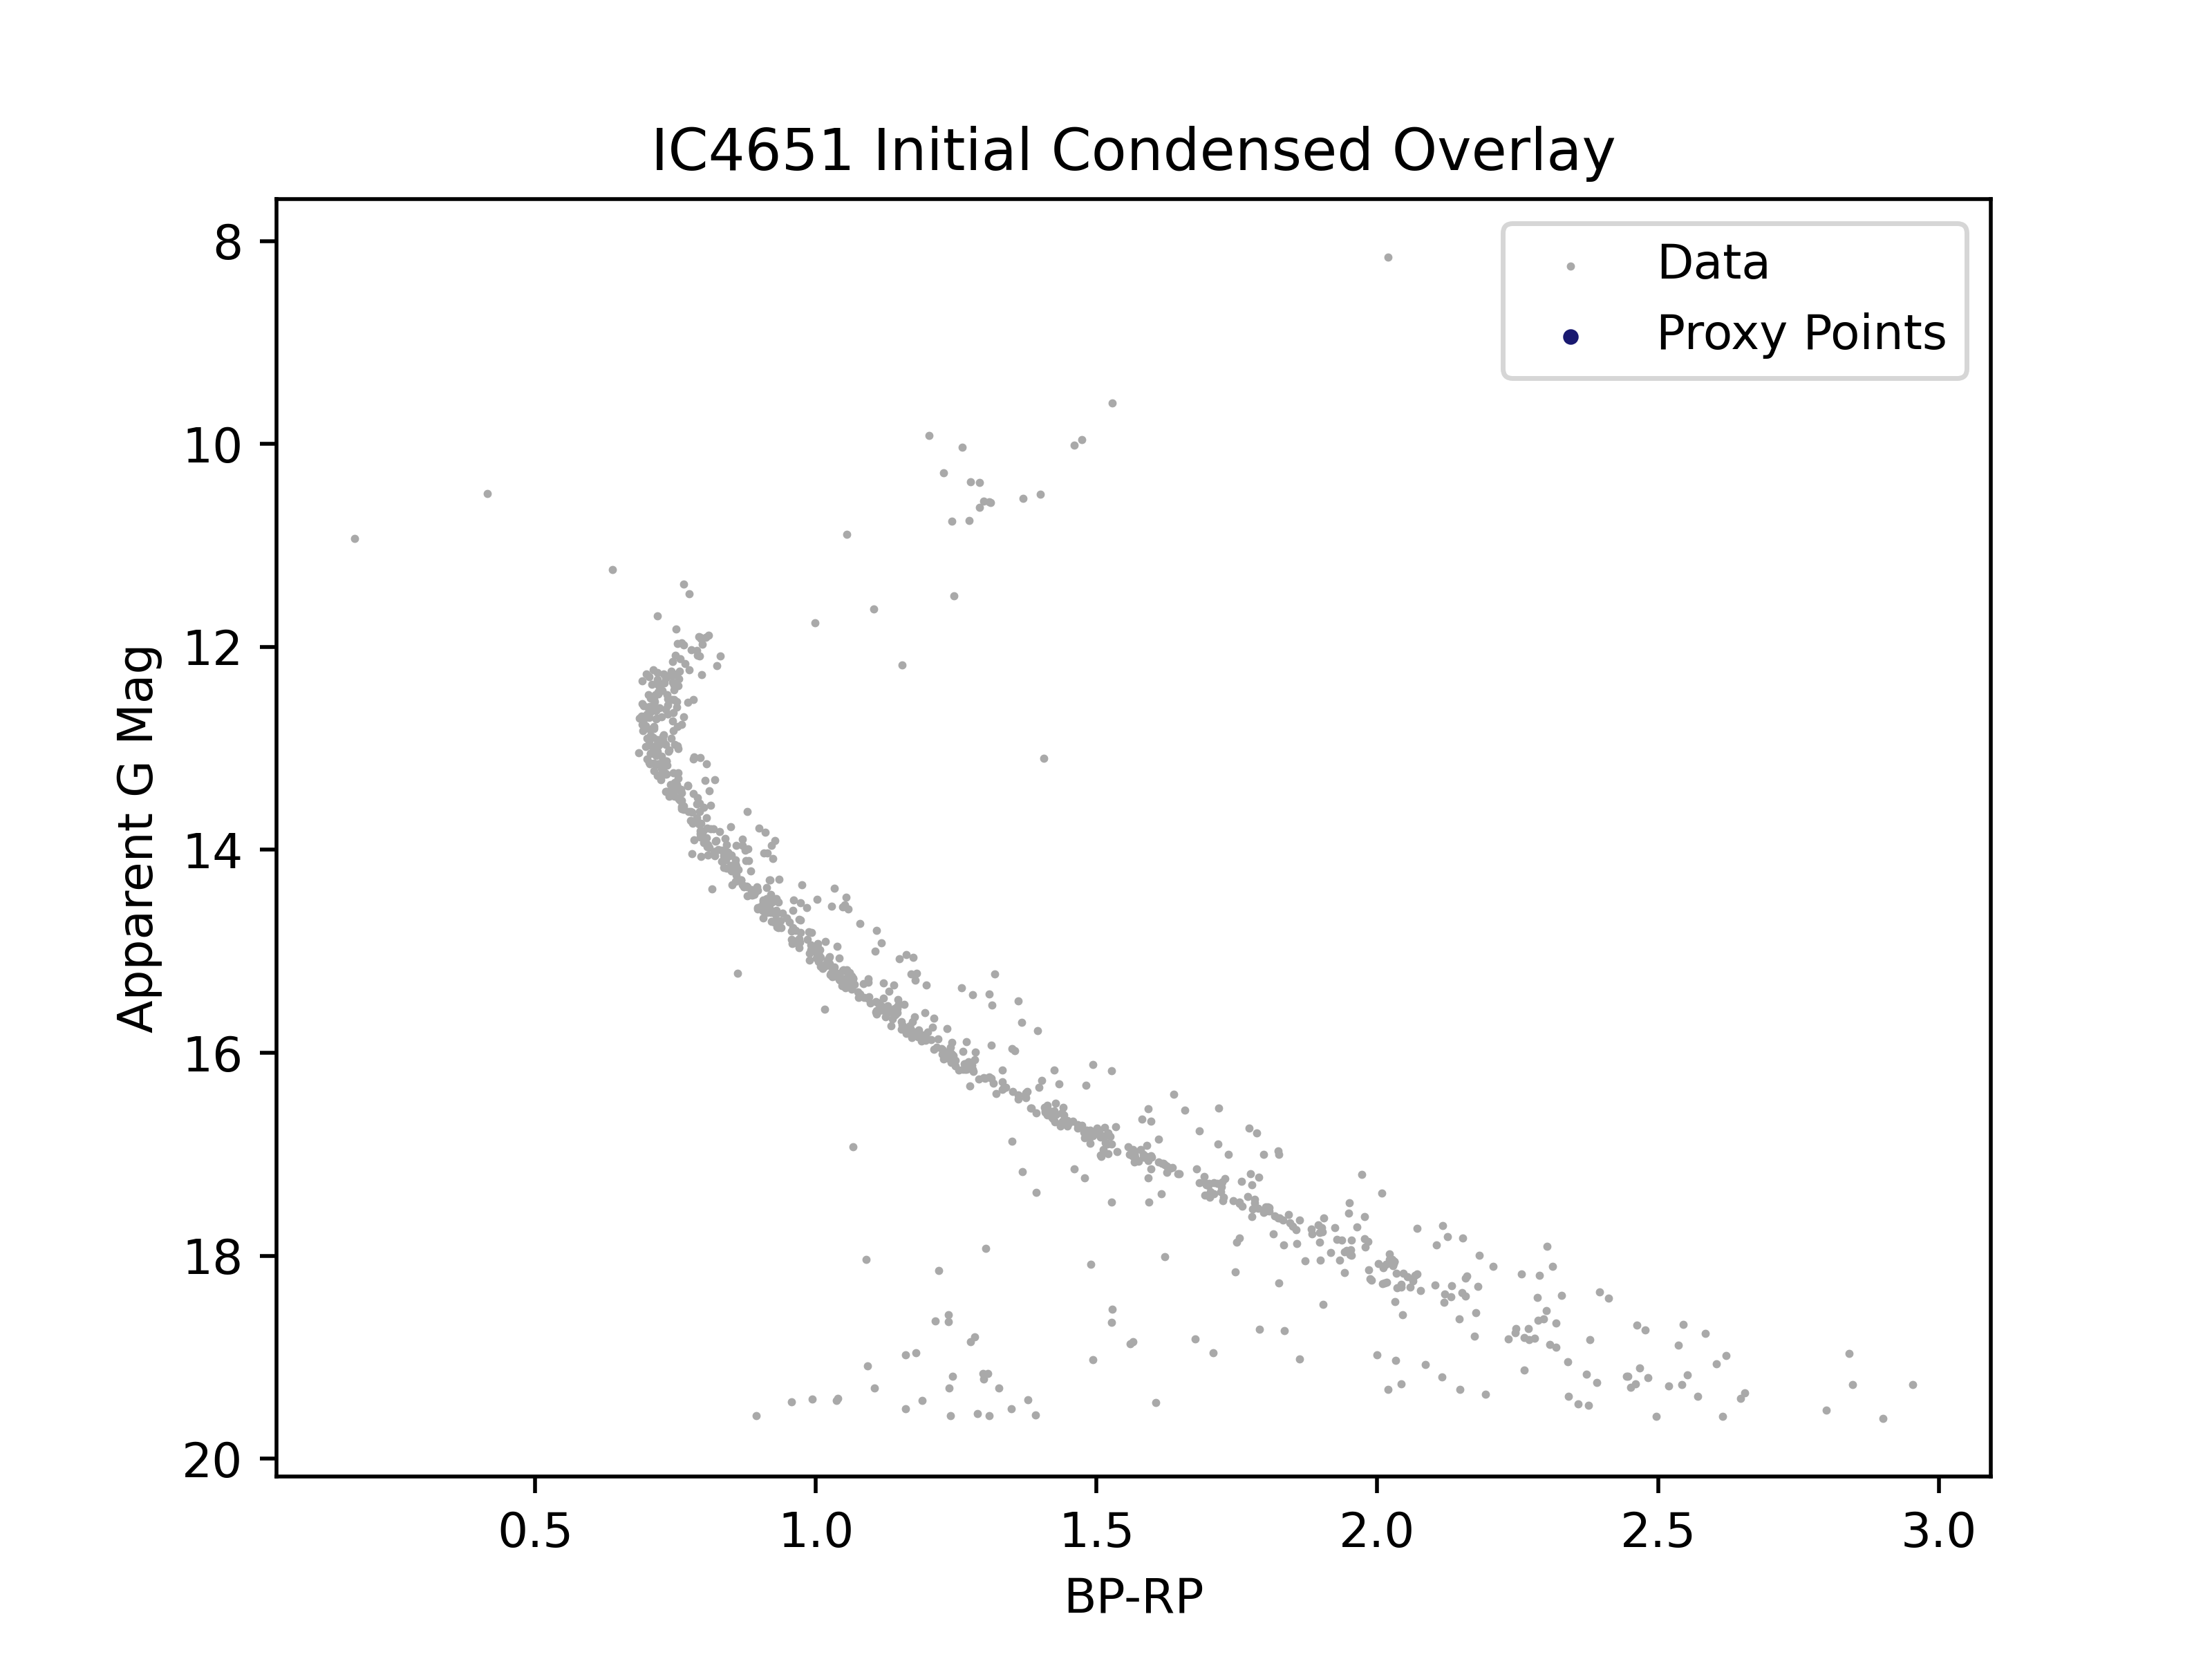 IC4651 Initial Condensed Overlay
Data
Proxy Points
8
10
12
14
16
18
20
Apparent G Mag
0.5 1.0 1.5 2.0 2.5 3.0
BP-RP